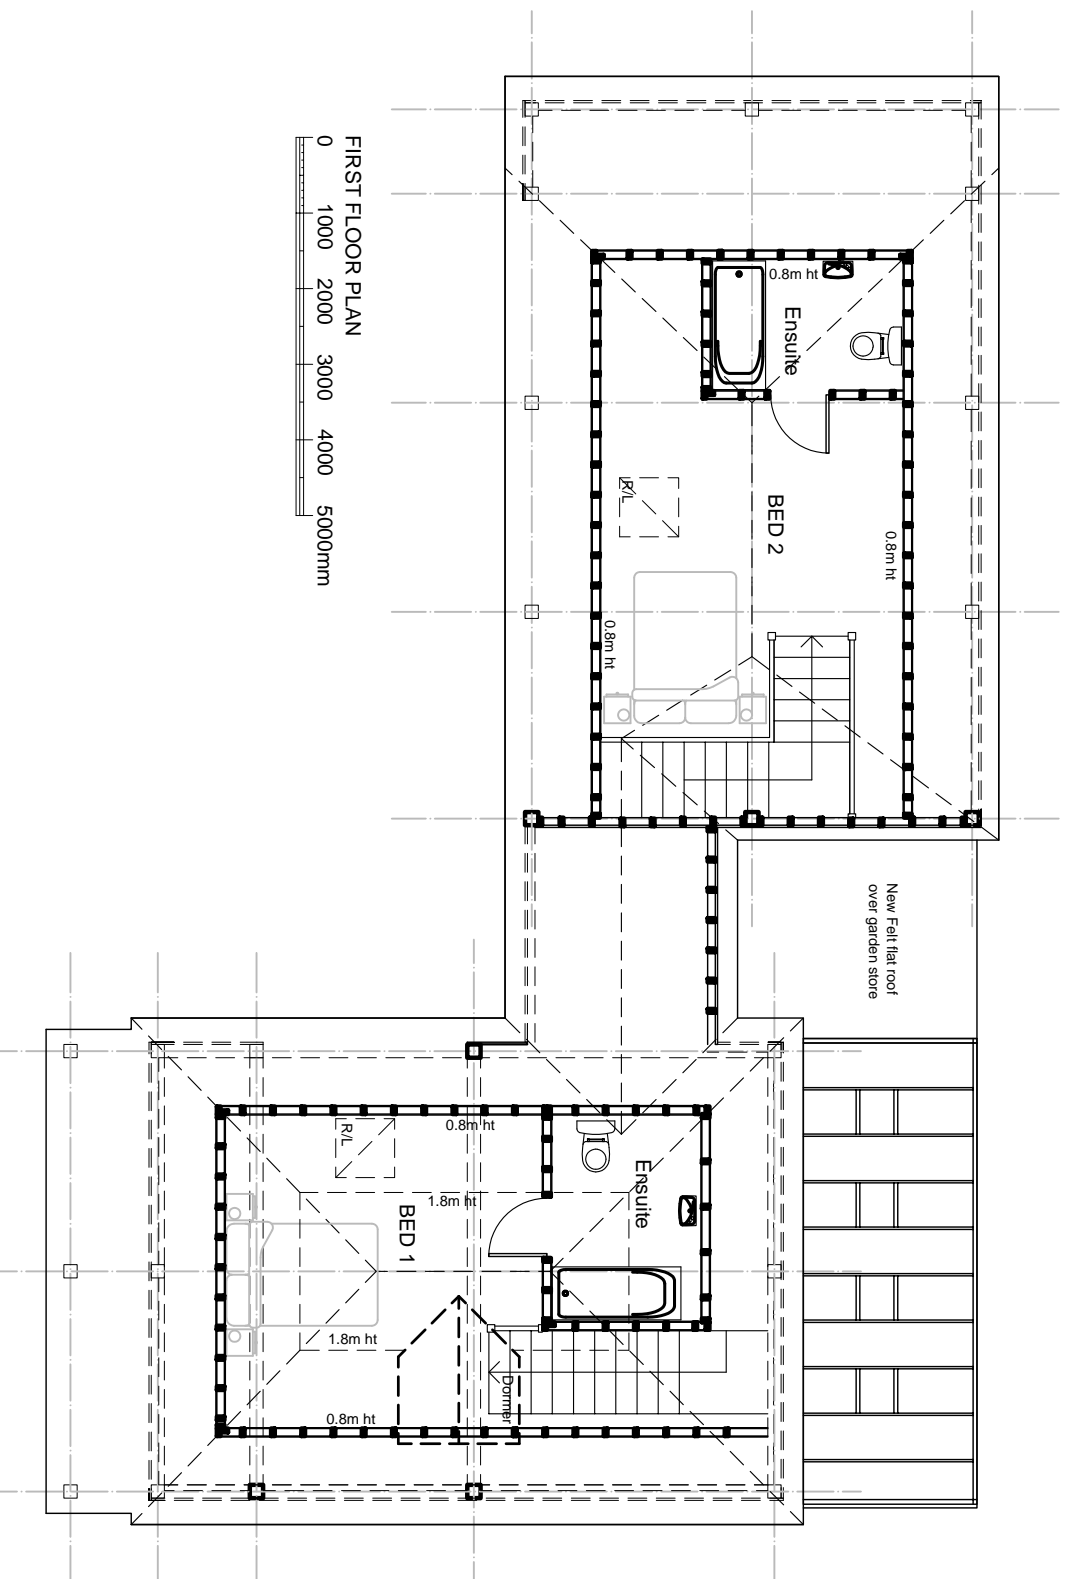 FIRST FLOOR PLAN
0 1000 2000 3000 4000 5000mm
0.8m ht
Ensuite
R/L
BED 2
0.8m ht
0.8m ht
New Felt flat roof
over garden store
0.8m ht
R/L
1.8m ht
Ensuite
BED 1
1.8m ht
Dormer
0.8m ht